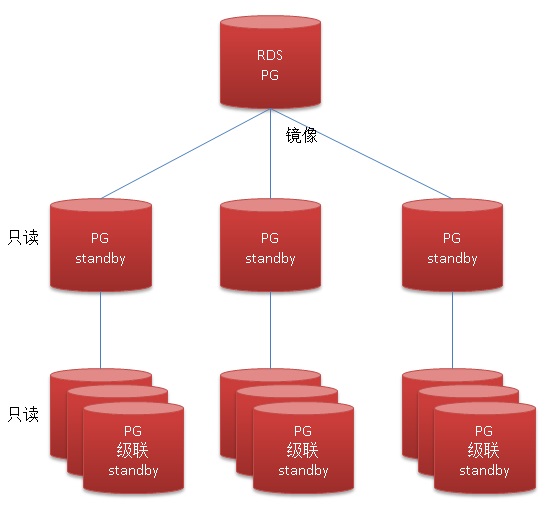 RDS
PG
镜像
只读
PG
standby
PG
standby
PG
standby
只读
PG
级联
standby
PG
级联
standby
PG
级联
standby